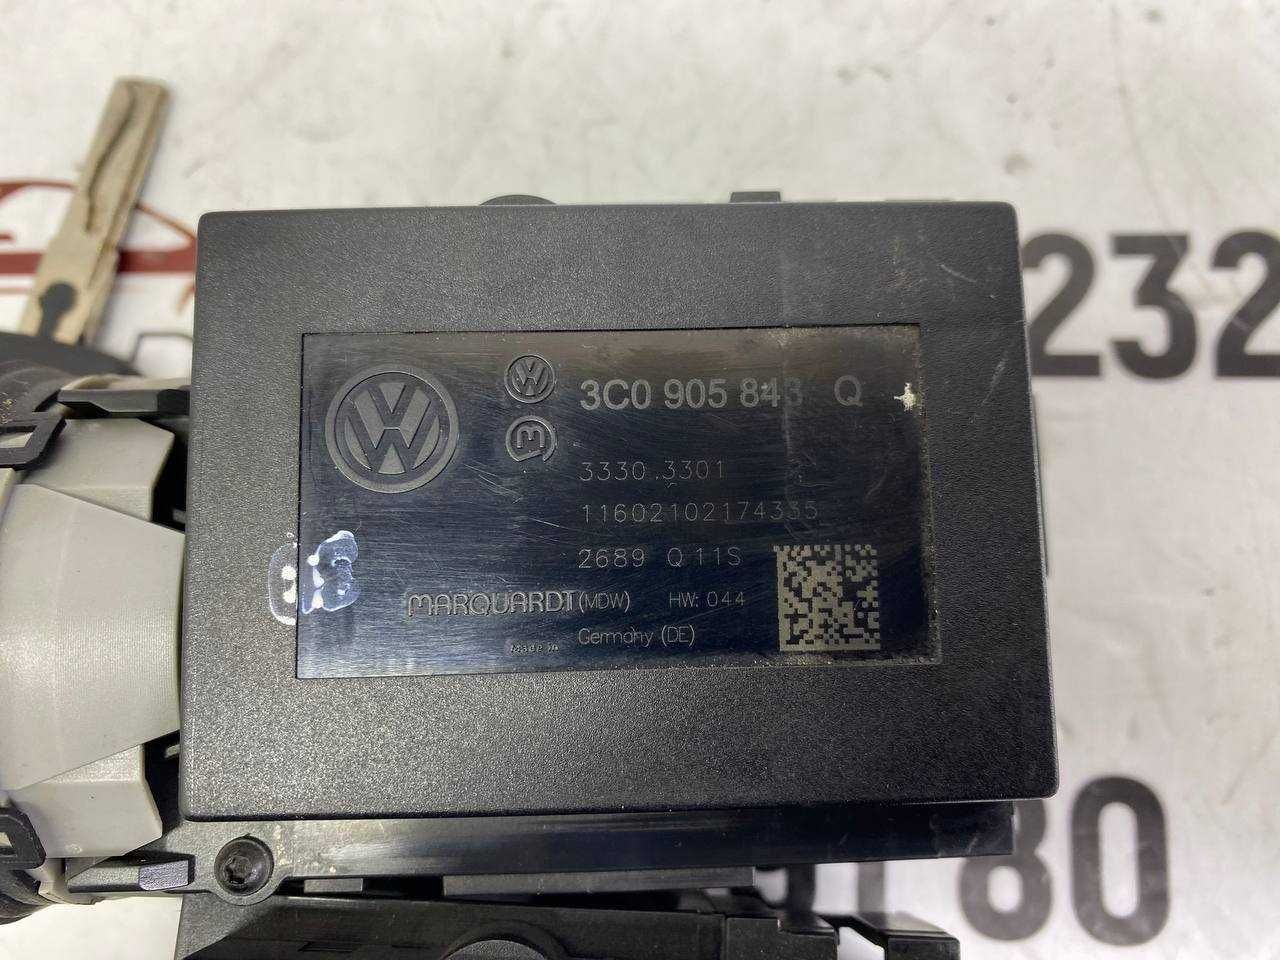 232
3C0 905 843 Q
3330.3301
11602102174335
2689 Q 11S
MARQUARDT (MDW) HW: 044
Made in Germany (DE)
80